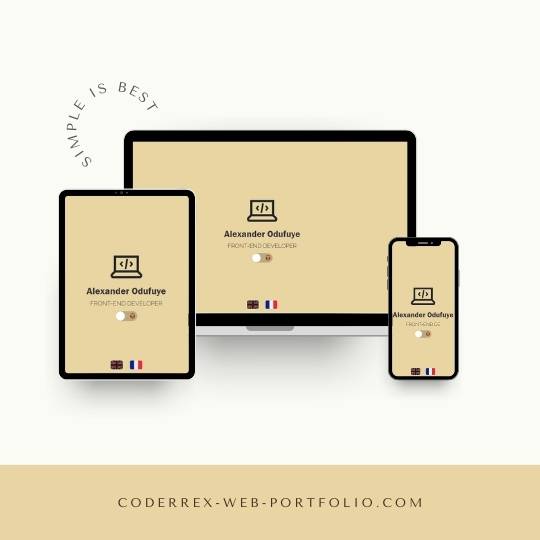 SIMPLE IS BEST
Alexander Odufuye
FRONT-END DEVELOPER
Alexander Odufuye
FRONT-END DEVELOPER
Alexander Odufuye
FRONT-END DE
CODERREX-WEB-PORTFOLIO.COM